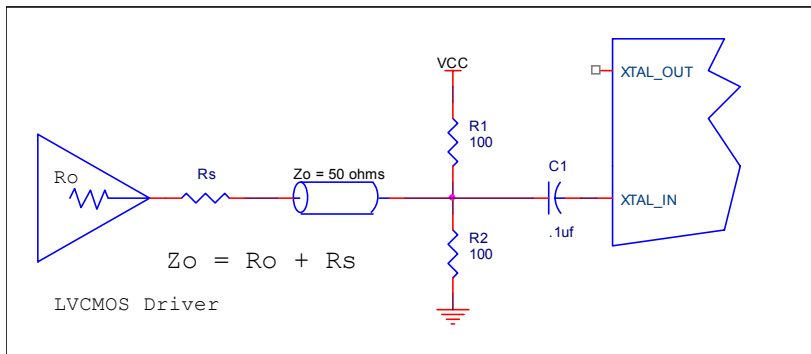 VCC
XTAL_OUT
R1
100
Ro
Rs
Zo = 50 ohms
C1
.1uf
XTAL_IN
R2
100
Zo = Ro + Rs
LVCMOS Driver